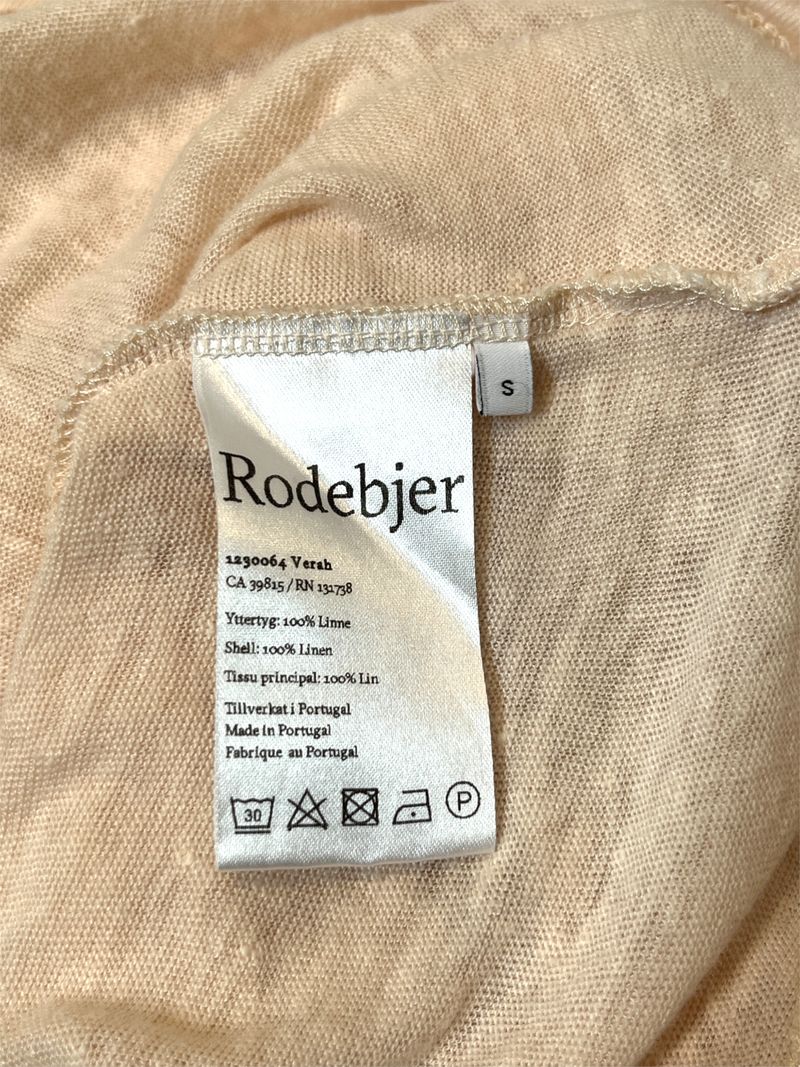 S
Rodebjer
1230064 Verah
CA 39815 / RN 131738
Yttertyg: 100% Linne
Shell: 100% Linen
Tissu principal: 100% Lin
Tillverkat i Portugal
Made in Portugal
Fabrique au Portugal
30 P